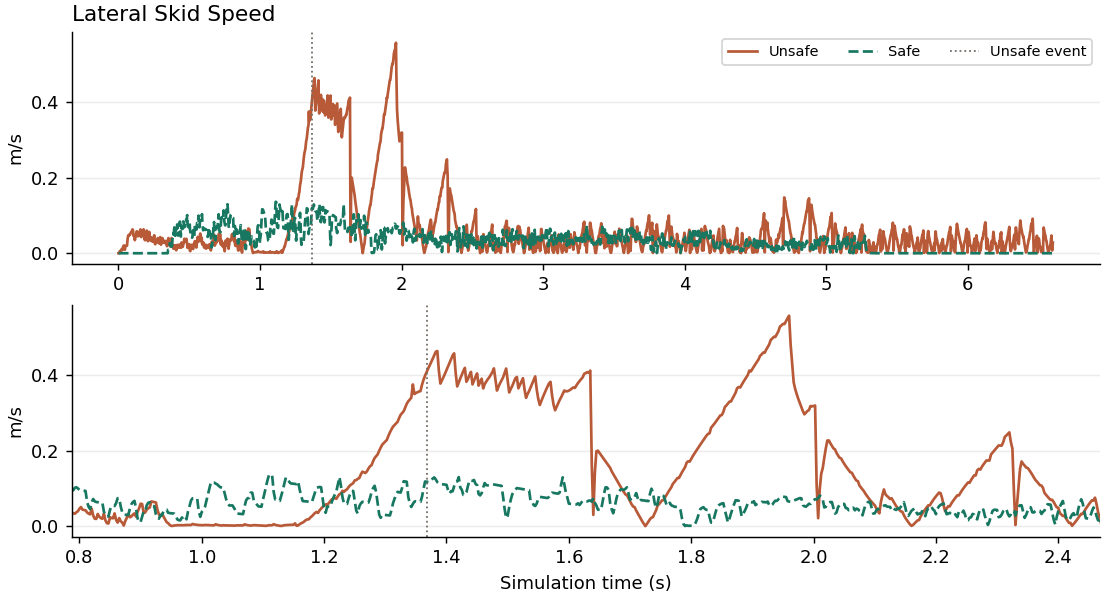 Lateral Skid Speed
Unsafe Safe Unsafe event
m/s
0.4
0.2
0.0
0 1 2 3 4 5 6
m/s
0.4
0.2
0.0
0.8 1.0 1.2 1.4 1.6 1.8 2.0 2.2 2.4
Simulation time (s)